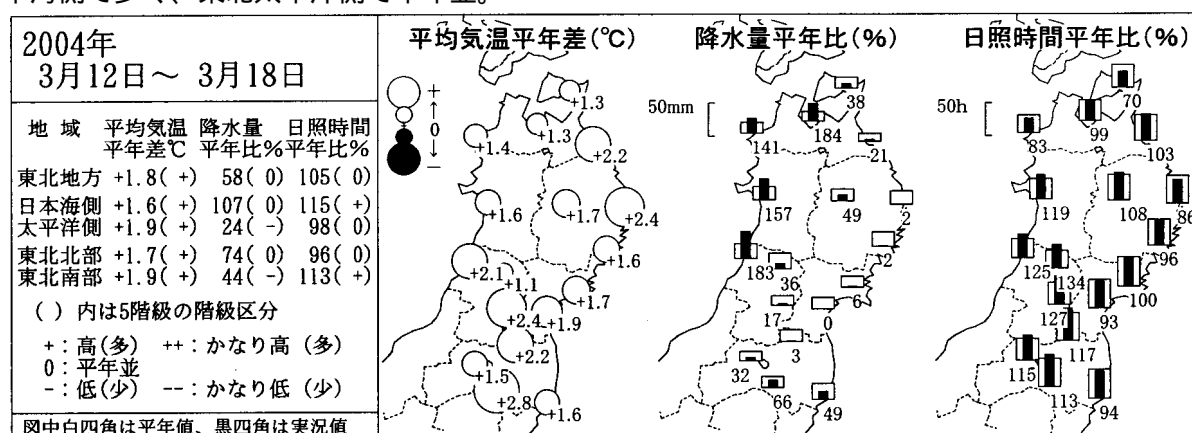 2004年
3月12日～ 3月18日
地 域 平均気温 降水量 日照時間
平年差℃ 平年比% 平年比%
東北地方 +1.8( +) 58( 0) 105( 0)
日本海側 +1.6( +) 107( 0) 115( +)
太平洋側 +1.9( +) 24( -) 98( 0)
東北北部 +1.7( +) 74( 0) 96( 0)
東北南部 +1.9( +) 44( -) 113( +)
( ) 内は5階級の階級区分
+：高(多) ++：かなり高 (多)
0：平年並
-：低(少) --：かなり低 (少)
図中白四角は平年値、黒四角は実況値
平均気温平年差(℃)
+
↑
0
↓
-
+1.3
+1.3
+1.4
+2.2
+1.6
+1.7
+2.4
+1.6
+2.1
+1.1
+1.7
+2.4
+1.9
+2.2
+1.5
+2.8
+1.6
降水量平年比(%)
50mm
38
184
141
21
157
49
2
183
2
36
6
17
0
3
32
66
49
日照時間平年比(%)
50h
70
99
83
103
119
108
86
96
125
134
100
127
93
117
115
113
94